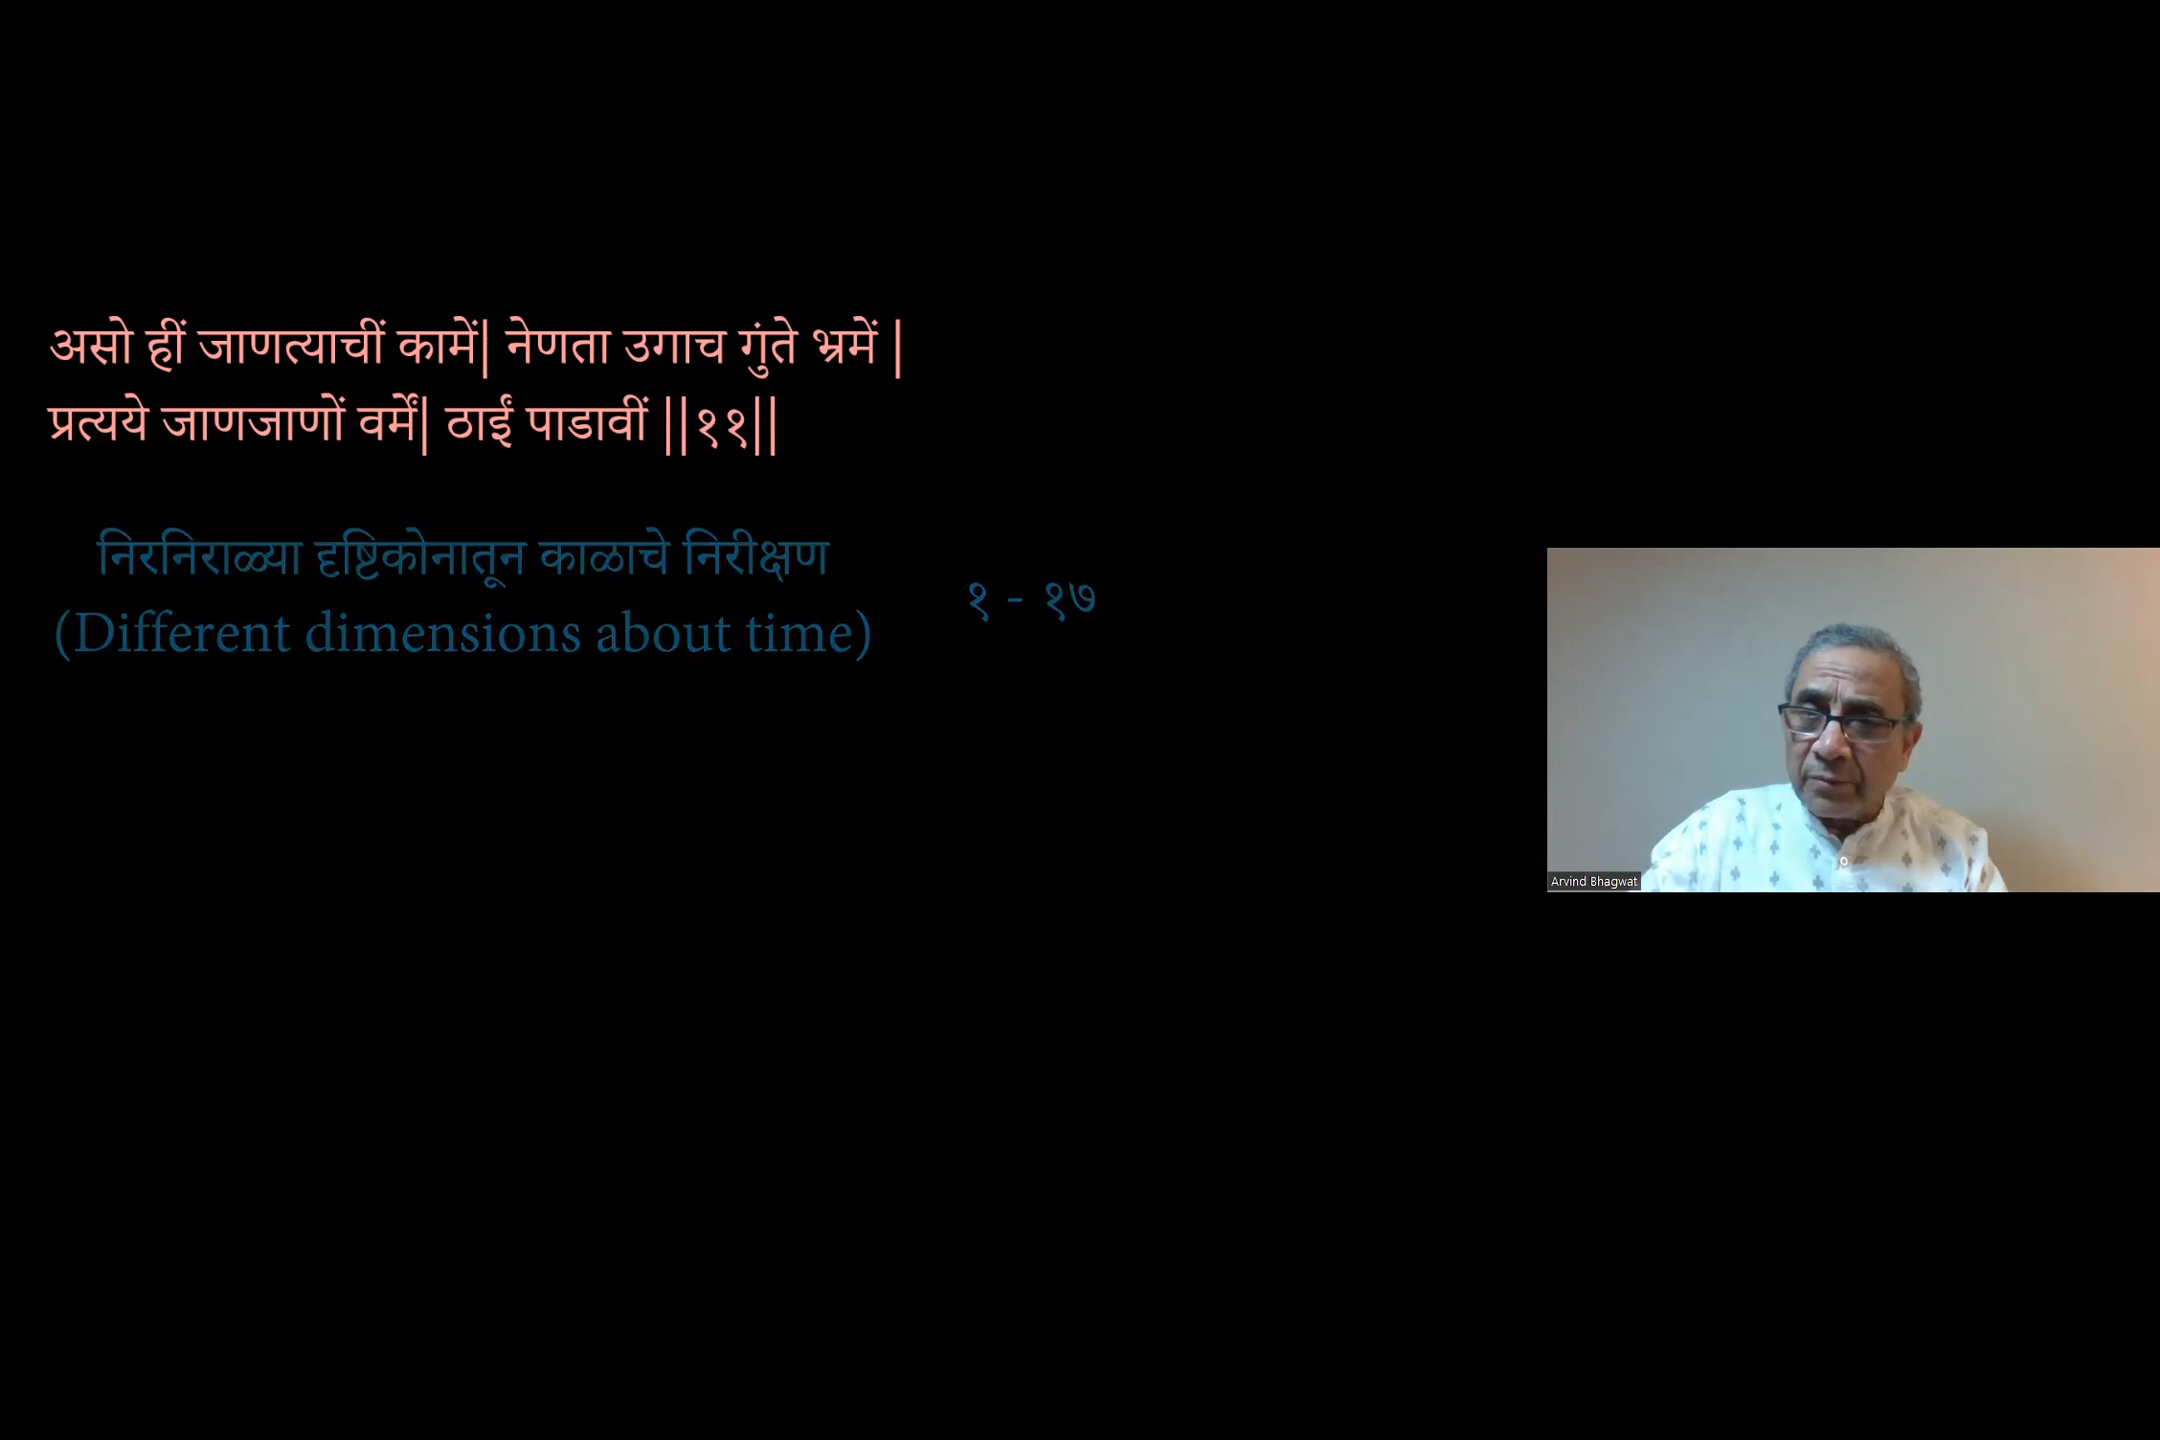 असो हीं जाणत्याचीं कामें| नेणता उगाच गुंते भ्रमें |
प्रत्यये जाणजाणों वर्में| ठाईं पाडावीं ||११||
निरनिराळ्या दृष्टिकोनातून काळाचे निरीक्षण
(Different dimensions about time)
१ - १७
Arvind Bhagwat